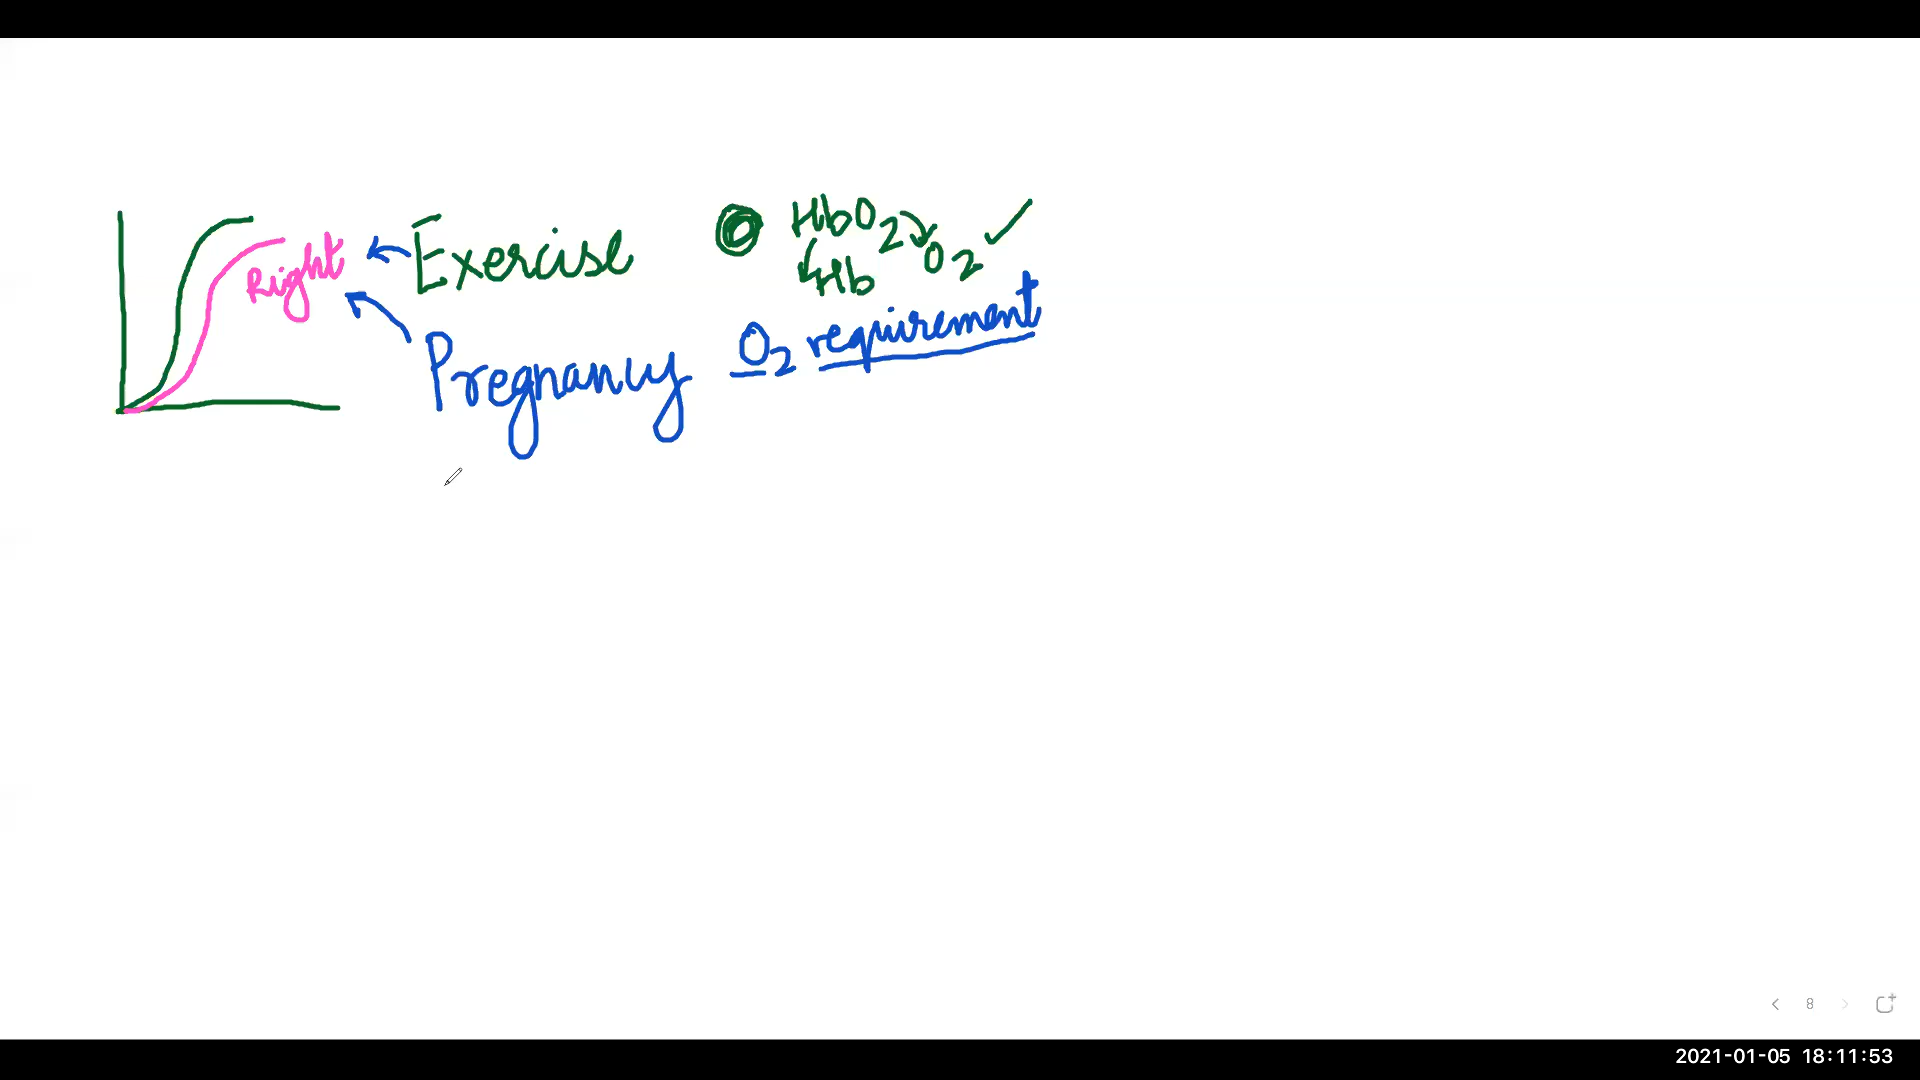 Right
Exercise
HbO2
O2
Hb
Pregnancy
O2 requirement
8
2021-01-05 18:11:53